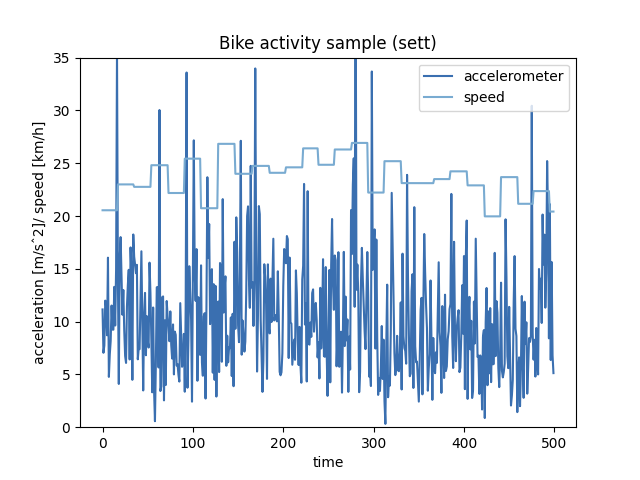 Bike activity sample (sett)
accelerometer
speed
acceleration [m/s^2]/ speed [km/h]
35
30
25
20
15
10
5
0
0 100 200 300 400 500
time